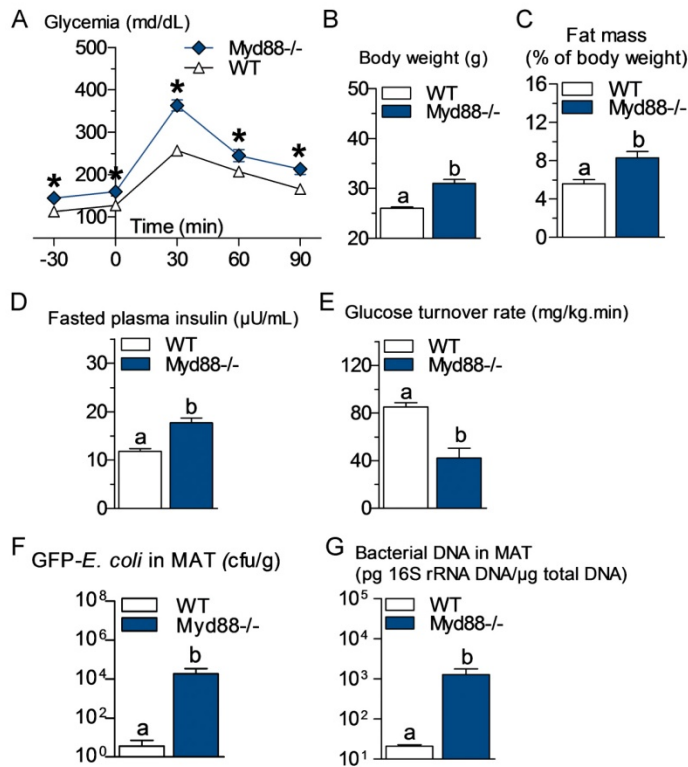 A Glycemia (md/dL)
500
400
300
200
100
Myd88-/-
WT
*
*
*
*
*
Time (min)
-30 0 30 60 90
B
Body weight (g)
50
40
30
20
WT
Myd88-/-
a
b
C
Fat mass
(% of body weight)
16
12
8
4
0
WT
Myd88-/-
a
b
D
Fasted plasma insulin (µU/mL)
30
20
10
0
WT
Myd88-/-
a
b
E
Glucose turnover rate (mg/kg.min)
120
80
40
0
WT
Myd88-/-
a
b
F
GFP-E. coli in MAT (cfu/g)
10⁸
10⁶
10⁴
10²
10⁰
WT
Myd88-/-
a
b
G Bacterial DNA in MAT
(pg 16S rRNA DNA/µg total DNA)
10⁵
10⁴
10³
10²
10¹
WT
Myd88-/-
a
b